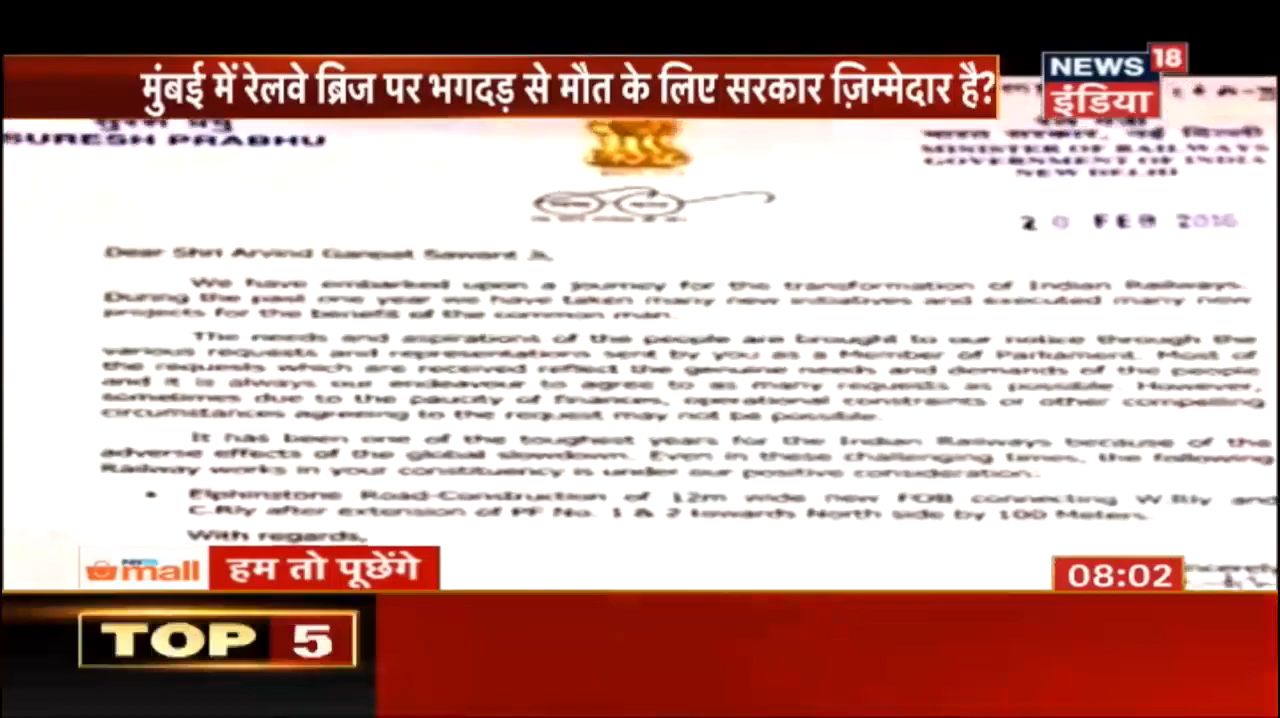 मुंबई में रेलवे ब्रिज पर भगदड़ से मौत के लिए सरकार ज़िम्मेदार है?
NEWS 18
इंडिया
SURESH PRABHU
भारत सरकार, नई दिल्ली
MINISTER OF RAILWAYS
GOVERNMENT OF INDIA
NEW DELHI
20 FEB 2016
Dear Shri Arvind Ganpat Sawant Ji,
We have embarked upon a journey for the transformation of Indian Railways.
During the past one year we have taken many new initiatives and executed many new
projects for the benefit of the common man.
The needs and aspirations of the people are brought to our notice through the
various requests and representations sent by you as a Member of Parliament. Most of
the requests which are received reflect the genuine needs and demands of the people
and it is always our endeavour to agree to as many requests as possible. However,
sometimes due to the paucity of finances, operational constraints or other compelling
circumstances agreeing to the request may not be possible.
It has been one of the toughest years for the Indian Railways because of the
adverse effects of the global slowdown. Even in these challenging times, the following
Railway works in your constituency is under our positive consideration:
• Elphinstone Road-Construction of 12m wide new FOB connecting W.Rly and
C.Rly after extension of PF No. 1 & 2 towards North side by 100 Meters.
With regards,
paytm mall
हम तो पूछेंगे
08:02
TOP 5